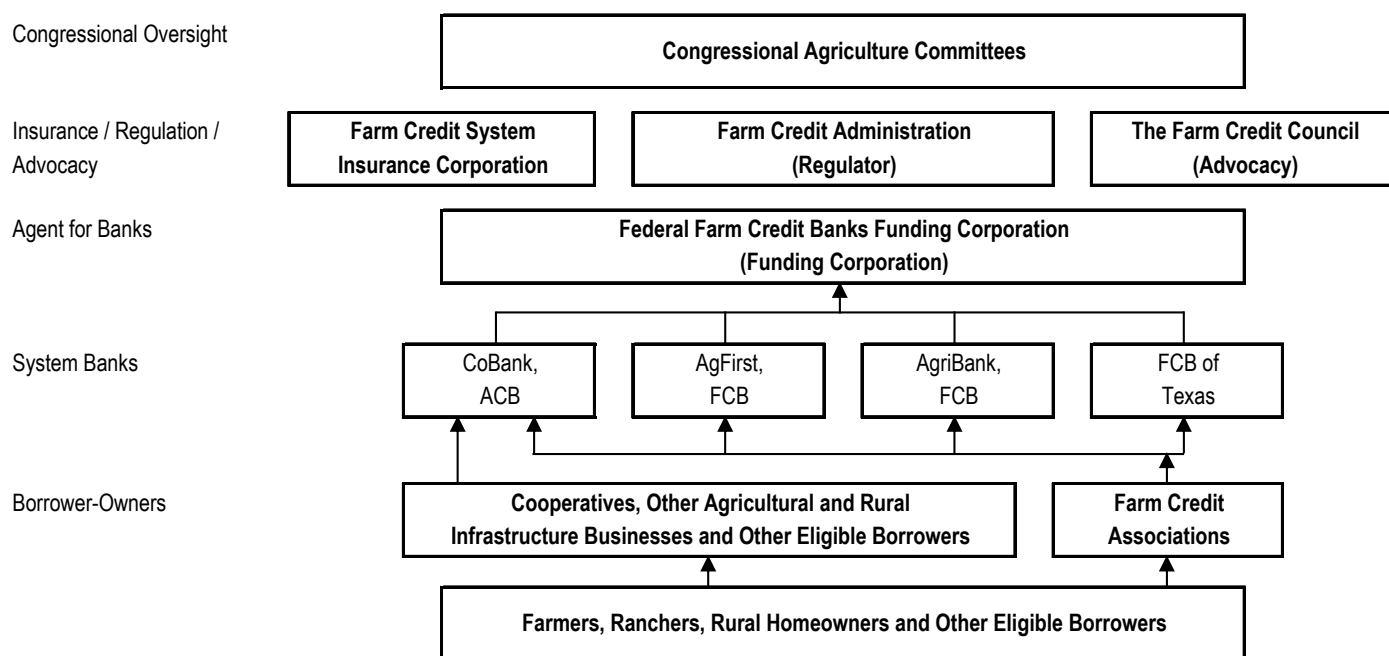 Congressional Oversight
Congressional Agriculture Committees
Insurance / Regulation /
Advocacy
Farm Credit System
Insurance Corporation
Farm Credit Administration
(Regulator)
The Farm Credit Council
(Advocacy)
Agent for Banks
Federal Farm Credit Banks Funding Corporation
(Funding Corporation)
System Banks
CoBank,
ACB
AgFirst,
FCB
AgriBank,
FCB
FCB of
Texas
Borrower-Owners
Cooperatives, Other Agricultural and Rural
Infrastructure Businesses and Other Eligible Borrowers
Farm Credit
Associations
Farmers, Ranchers, Rural Homeowners and Other Eligible Borrowers